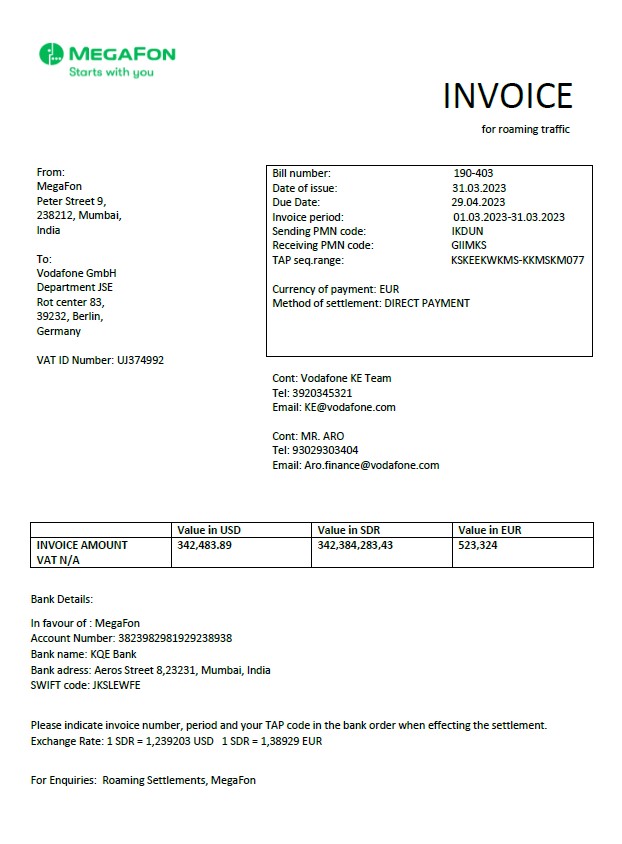 MEGAFON
Starts with you
INVOICE
for roaming traffic
From:
MegaFon
Peter Street 9,
238212, Mumbai,
India
To:
Vodafone GmbH
Department JSE
Rot center 83,
39232, Berlin,
Germany
VAT ID Number: UJ374992
Bill number: 190-403
Date of issue: 31.03.2023
Due Date: 29.04.2023
Invoice period: 01.03.2023-31.03.2023
Sending PMN code: IKDUN
Receiving PMN code: GIIMKS
TAP seq.range: KSKEEKWKMS-KKMSKM077
Currency of payment: EUR
Method of settlement: DIRECT PAYMENT
Cont: Vodafone KE Team
Tel: 3920345321
Email: KE@vodafone.com
Cont: MR. ARO
Tel: 93029303404
Email: Aro.finance@vodafone.com
Value in USD Value in SDR Value in EUR
INVOICE AMOUNT 342,483.89 342,384,283,43 523,324
VAT N/A
Bank Details:
In favour of : MegaFon
Account Number: 3823982981929238938
Bank name: KQE Bank
Bank adress: Aeros Street 8,23231, Mumbai, India
SWIFT code: JKSLEWFE
Please indicate invoice number, period and your TAP code in the bank order when effecting the settlement.
Exchange Rate: 1 SDR = 1,239203 USD 1 SDR = 1,38929 EUR
For Enquiries: Roaming Settlements, MegaFon